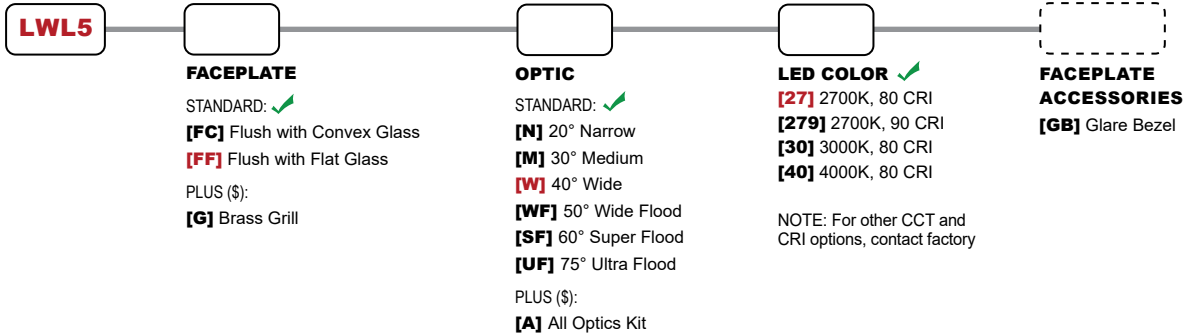 LWL5
FACEPLATE
STANDARD:
[FC] Flush with Convex Glass
[FF] Flush with Flat Glass
PLUS ($):
[G] Brass Grill
OPTIC
STANDARD:
[N] 20° Narrow
[M] 30° Medium
[W] 40° Wide
[WF] 50° Wide Flood
[SF] 60° Super Flood
[UF] 75° Ultra Flood
PLUS ($):
[A] All Optics Kit
LED COLOR
[27] 2700K, 80 CRI
[279] 2700K, 90 CRI
[30] 3000K, 80 CRI
[40] 4000K, 80 CRI
NOTE: For other CCT and
CRI options, contact factory
FACEPLATE
ACCESSORIES
[GB] Glare Bezel